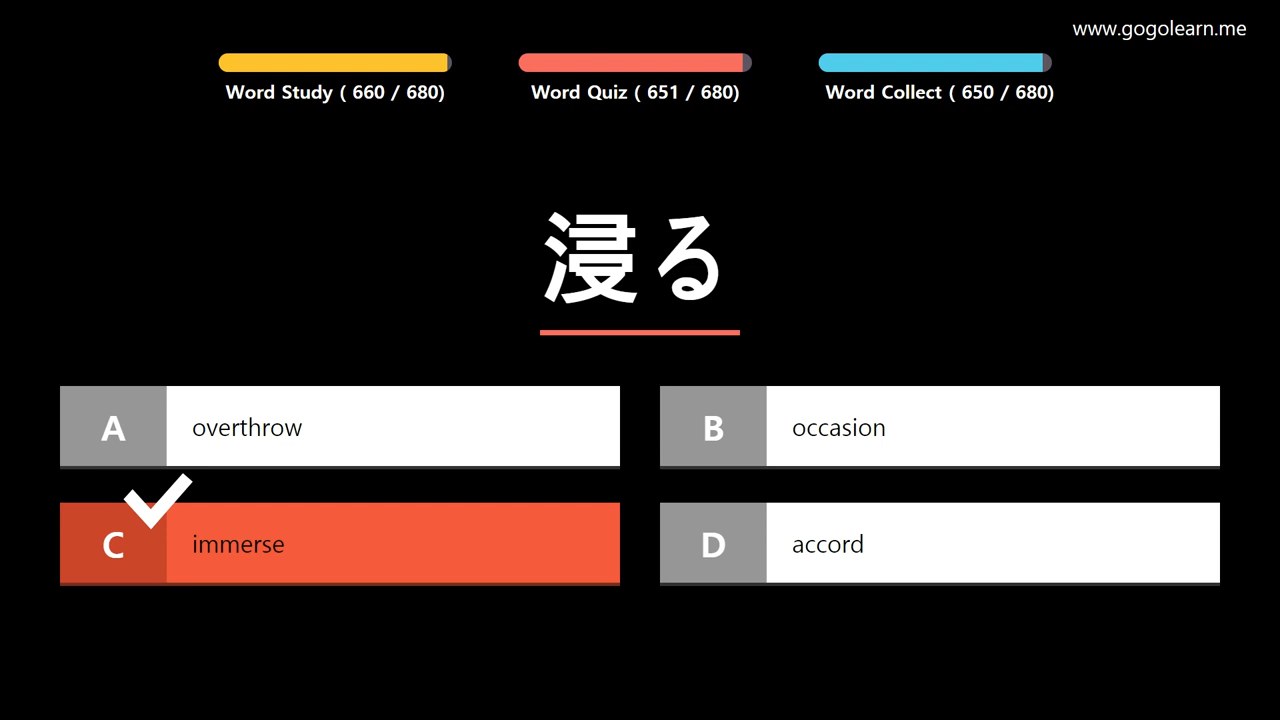 www.gogolearn.me
Word Study ( 660 / 680)
Word Quiz ( 651 / 680)
Word Collect ( 650 / 680)
浸る
A overthrow
B occasion
C immerse
D accord